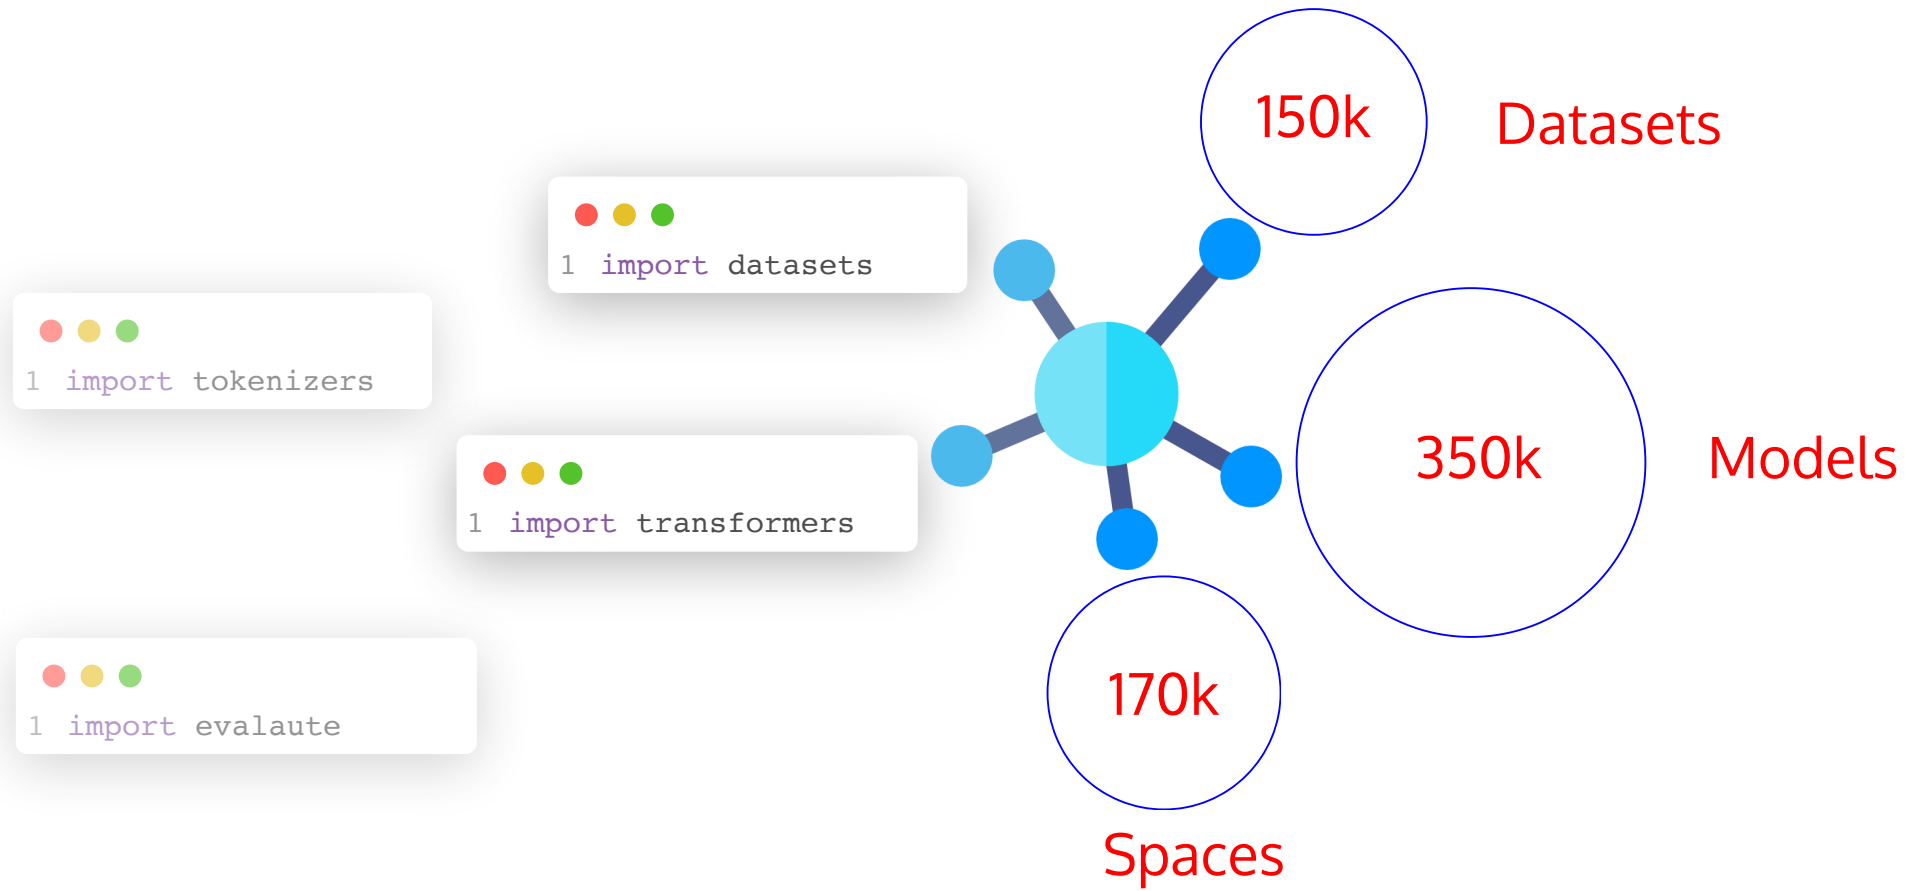 150k
Datasets
1 import datasets
1 import tokenizers
350k
Models
1 import transformers
170k
1 import evalaute
Spaces